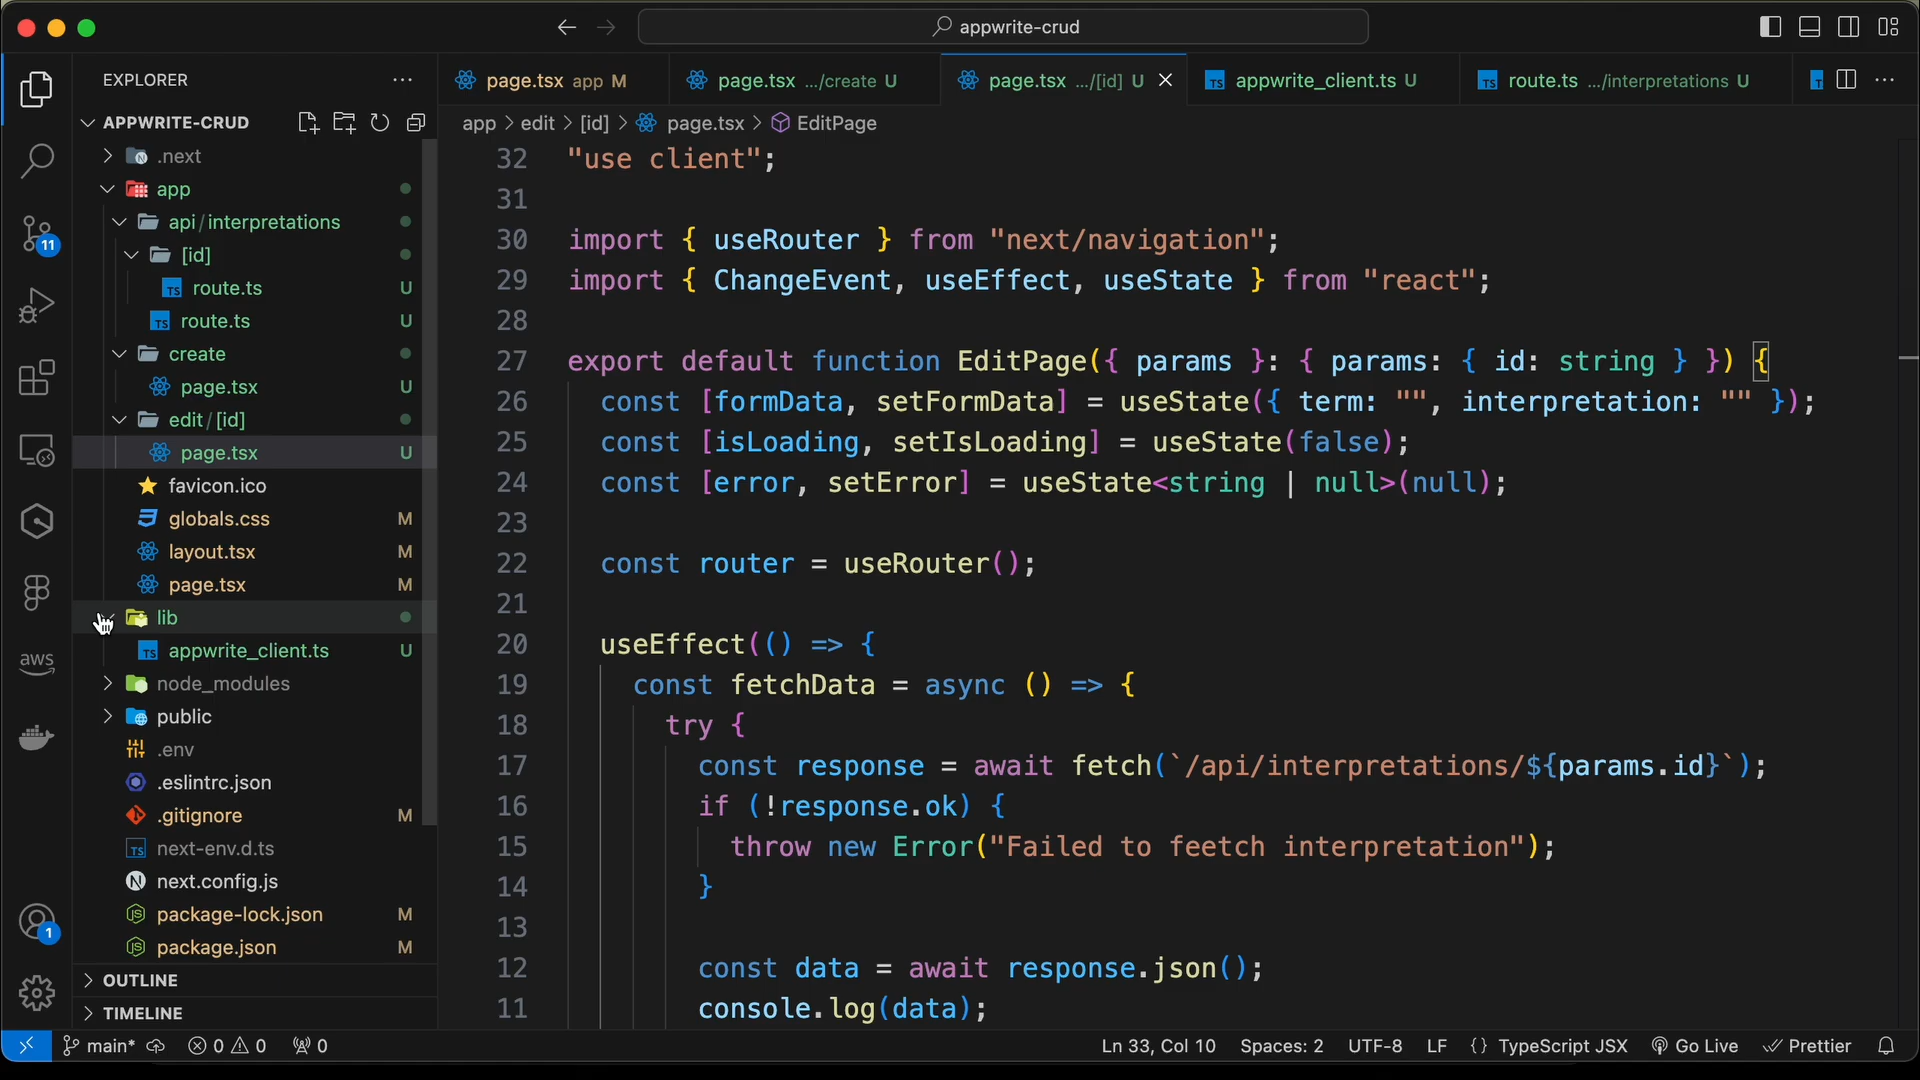 appwrite-crud
EXPLORER
APPWRITE-CRUD
.next
app
api/interpretations
[id]
TS route.ts U
TS route.ts U
create
page.tsx U
edit/[id]
page.tsx U
favicon.ico
globals.css M
layout.tsx M
page.tsx M
lib
TS appwrite_client.ts U
node_modules
public
.env
.eslintrc.json
.gitignore M
TS next-env.d.ts
N next.config.js
package-lock.json M
package.json M
OUTLINE
TIMELINE
11
aws
1
page.tsx app M
page.tsx .../create U
page.tsx .../[id] U
TS appwrite_client.ts U
TS route.ts .../interpretations U
app > edit > [id] > page.tsx > EditPage
32 "use client";
31
30 import { useRouter } from "next/navigation";
29 import { ChangeEvent, useEffect, useState } from "react";
28
27 export default function EditPage({ params }: { params: { id: string } }) {
26 const [formData, setFormData] = useState({ term: "", interpretation: "" });
25 const [isLoading, setIsLoading] = useState(false);
24 const [error, setError] = useState<string | null>(null);
23
22 const router = useRouter();
21
20 useEffect(() => {
19 const fetchData = async () => {
18 try {
17 const response = await fetch(`/api/interpretations/${params.id}`);
16 if (!response.ok) {
15 throw new Error("Failed to feetch interpretation");
14 }
13
12 const data = await response.json();
11 console.log(data);
main* 0 0 0 Ln 33, Col 10 Spaces: 2 UTF-8 LF {} TypeScript JSX Go Live Prettier